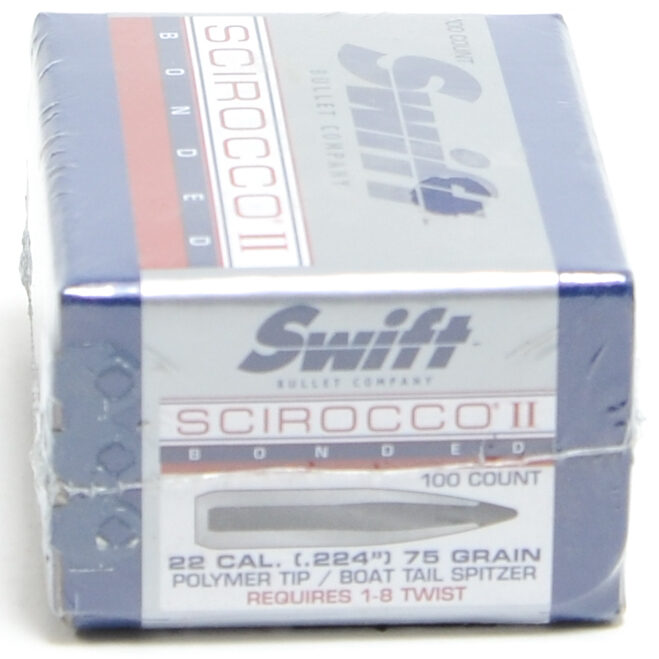 100 COUNT
Swift
BULLET COMPANY
SCIROCCO II
BONDED
Swift
BULLET COMPANY
SCIROCCO® II
BONDED
100 COUNT
22 CAL. (.224") 75 GRAIN
POLYMER TIP / BOAT TAIL SPITZER
REQUIRES 1-8 TWIST